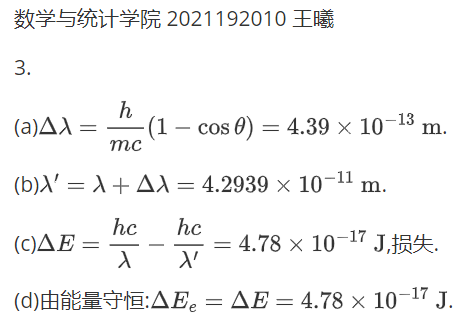 数学与统计学院 2021192010 王曦
3.
(a)Δλ = h/mc (1 − cos θ) = 4.39 × 10⁻¹³ m.
(b)λ′ = λ + Δλ = 4.2939 × 10⁻¹¹ m.
(c)ΔE = hc/λ − hc/λ′ = 4.78 × 10⁻¹⁷ J,损失.
(d)由能量守恒:ΔEₑ = ΔE = 4.78 × 10⁻¹⁷ J.